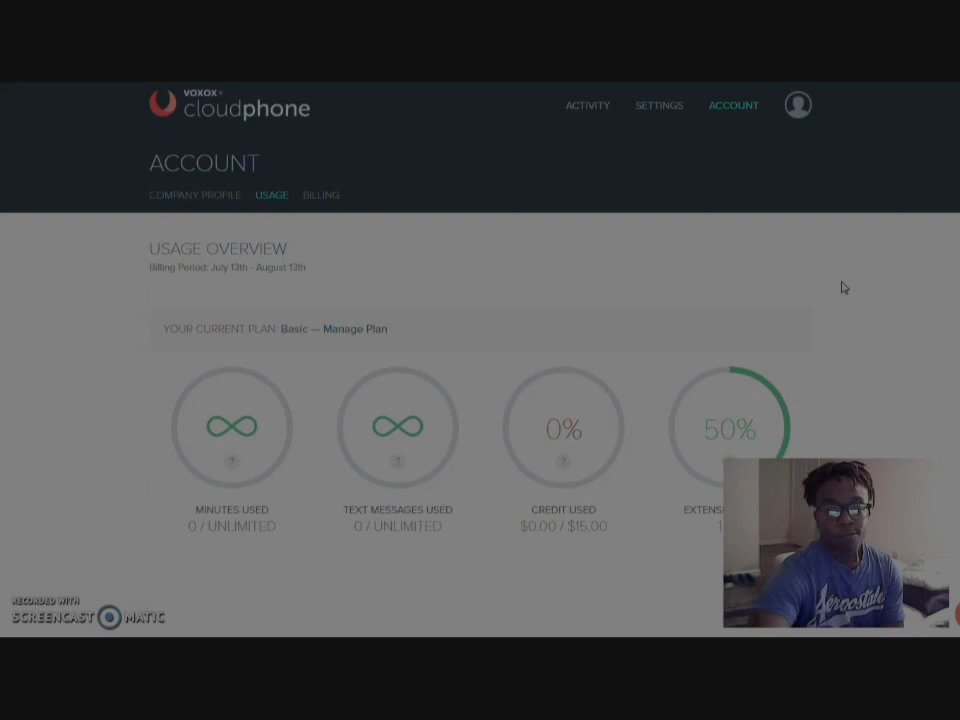 VOXOX
cloudphone
ACTIVITY SETTINGS ACCOUNT
ACCOUNT
COMPANY PROFILE USAGE BILLING
USAGE OVERVIEW
Billing Period: July 13th - August 13th
YOUR CURRENT PLAN: Basic — Manage Plan
0% 50%
? ? ?
MINUTES USED TEXT MESSAGES USED CREDIT USED
0 / UNLIMITED 0 / UNLIMITED $0.00 / $15.00
Aéropostale
RECORDED WITH
SCREENCAST MATIC